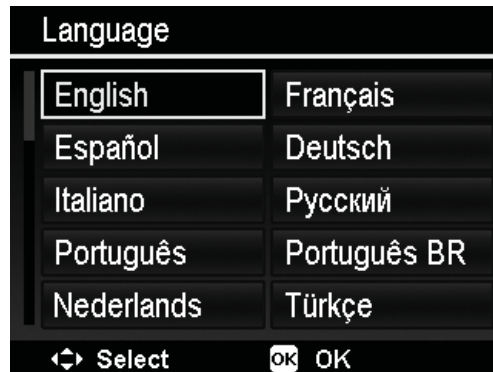 Language
English Français
Español Deutsch
Italiano Русский
Português Português BR
Nederlands Türkçe
Select OK OK